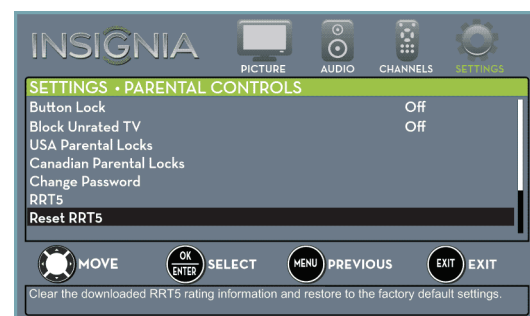 INSIGNIA
PICTURE AUDIO CHANNELS SETTINGS
SETTINGS • PARENTAL CONTROLS
Button Lock Off
Block Unrated TV Off
USA Parental Locks
Canadian Parental Locks
Change Password
RRT5
Reset RRT5
MOVE OK ENTER SELECT MENU PREVIOUS EXIT EXIT
Clear the downloaded RRT5 rating information and restore to the factory default settings.